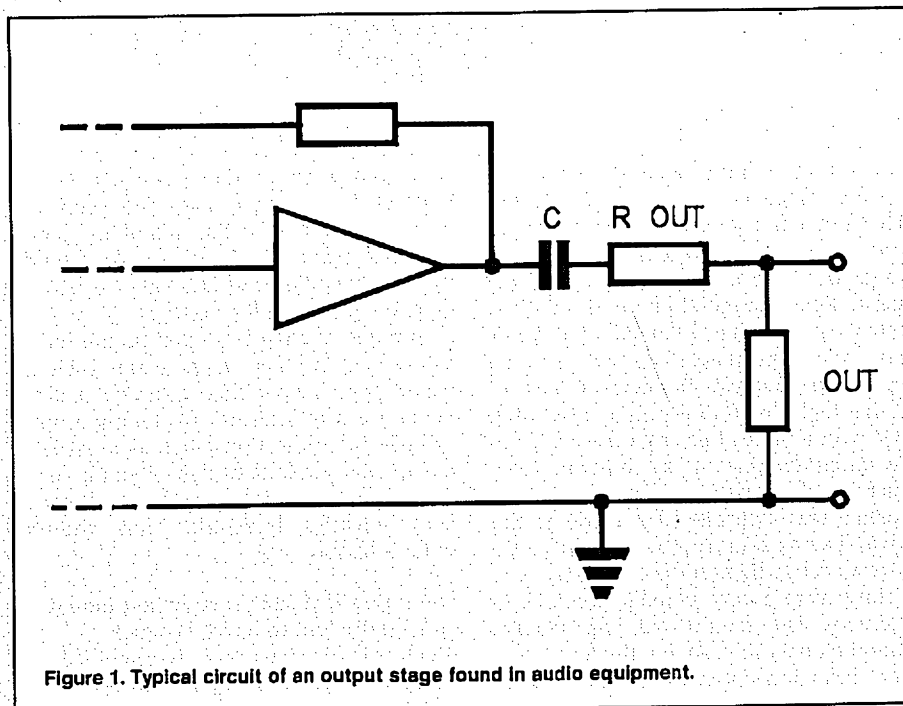 C R OUT
OUT
Figure 1. Typical circuit of an output stage found in audio equipment.